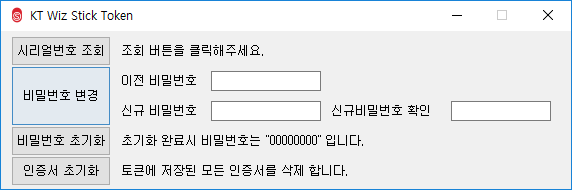 KT Wiz Stick Token
시리얼번호 조회 조회 버튼을 클릭해주세요.
비밀번호 변경
이전 비밀번호
신규 비밀번호 신규비밀번호 확인
비밀번호 초기화 초기화 완료시 비밀번호는 "00000000" 입니다.
인증서 초기화 토큰에 저장된 모든 인증서를 삭제 합니다.